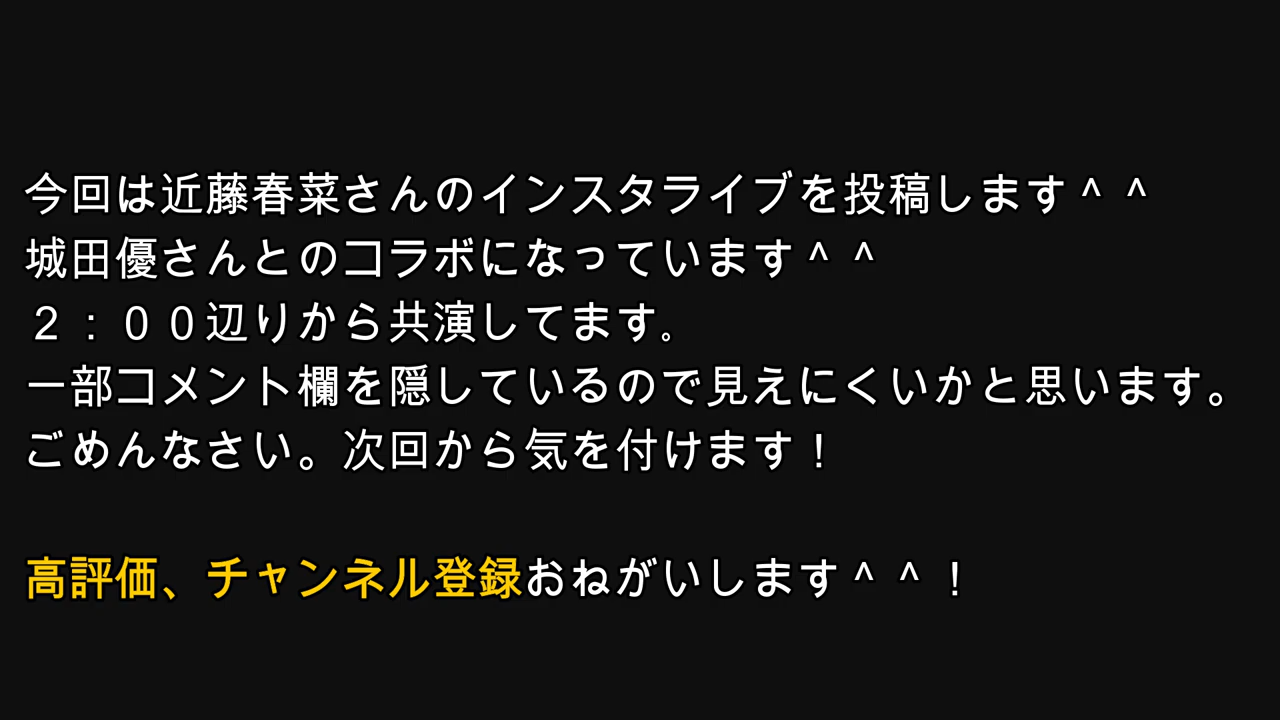 今回は近藤春菜さんのインスタライブを投稿します＾＾
城田優さんとのコラボになっています＾＾
２：００辺りから共演してます。
一部コメント欄を隠しているので見えにくいかと思います。
ごめんなさい。次回から気を付けます！
高評価、チャンネル登録おねがいします＾＾！